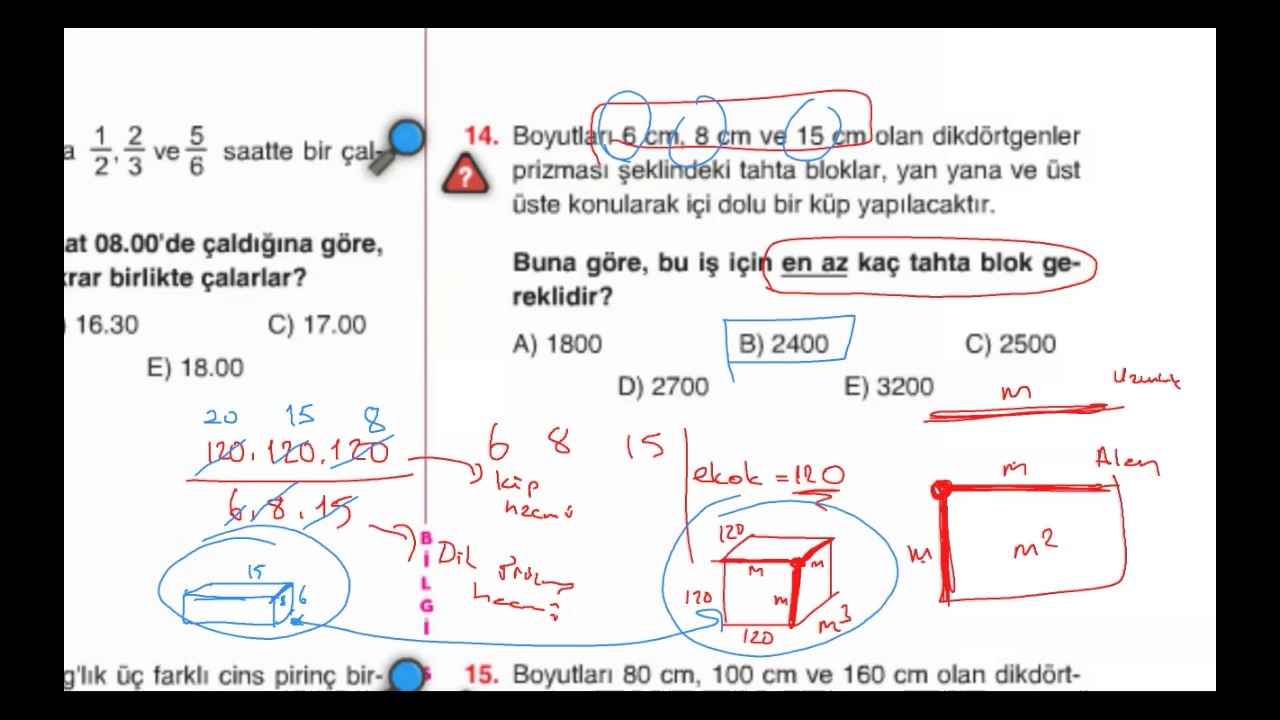 a 1/2, 2/3 ve 5/6 saatte bir çal-
at 08.00'de çaldığına göre,
krar birlikte çalarlar?
16.30 C) 17.00
E) 18.00
14. Boyutları 6 cm, 8 cm ve 15 cm olan dikdörtgenler
prizması şeklindeki tahta bloklar, yan yana ve üst
üste konularak içi dolu bir küp yapılacaktır.
Buna göre, bu iş için en az kaç tahta blok ge-
reklidir?
A) 1800 B) 2400 C) 2500
D) 2700 E) 3200
20 15 8
120.120.120
6.8.15
küp
hacmi
Dik
hacmi
15
8
6
6 8 15
ekok = 120
120
120
120
m
m
m
m3
m
Uzunluk
m
Alan
m
m2
BİLGİ
g'lık üç farklı cins pirinç bir-
15. Boyutları 80 cm, 100 cm ve 160 cm olan dikdört-